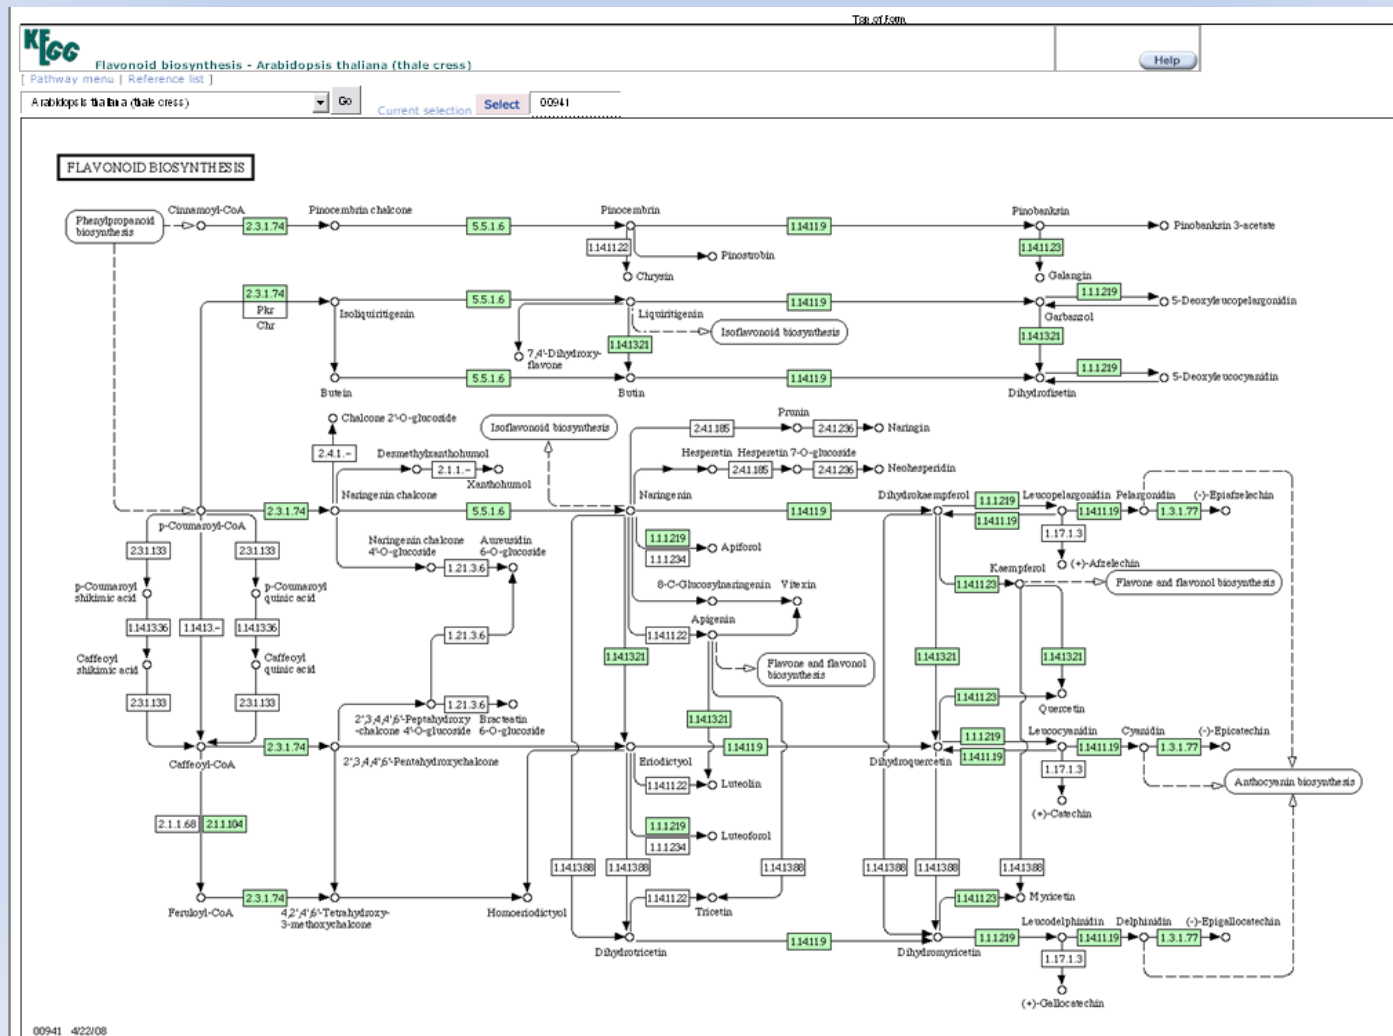 Top of Form
KEGG
Flavonoid biosynthesis - Arabidopsis thaliana (thale cress)
Help
[ Pathway menu | Reference list ]
Arabidopsis thaliana (thale cress)
Go
Current selection
Select
00941
FLAVONOID BIOSYNTHESIS
Phenylpropanoid
biosynthesis
Cinnamoyl-CoA
2.3.1.74
Pinocembrin chalcone
5.5.1.6
Pinocembrin
1.14.11.9
Pinobanksin
Pinobanksin 3-acetate
1.14.11.22
Pinostrobin
1.14.11.23
Chrysin
Galangin
2.3.1.74
Pkr
Chr
Isoliquiritigenin
5.5.1.6
Liquiritigenin
1.14.11.9
Garbanzol
1.1.1.219
5-Deoxyleucopelargonidin
Isoflavonoid biosynthesis
7,4'-Dihydroxy-
flavone
1.14.13.21
1.14.13.21
Butein
5.5.1.6
Butin
1.14.11.9
Dihydrofisetin
1.1.1.219
5-Deoxyleucocyanidin
Chalcone 2'-O-glucoside
Isoflavonoid biosynthesis
2.4.1.185
Prunin
2.4.1.236
Naringin
2.4.1.-
Desmethylxanthohumol
2.1.1.-
Xanthohumol
Hesperetin
2.4.1.185
Hesperetin 7-O-glucoside
2.4.1.236
Neohesperidin
p-Coumaroyl-CoA
2.3.1.74
Naringenin chalcone
5.5.1.6
Naringenin
1.14.11.9
Dihydrokaempferol
1.1.1.219
1.14.11.19
Leucopelargonidin
1.14.11.19
Pelargonidin
1.3.1.77
(-)-Epiafzelechin
1.17.1.3
(+)-Afzelechin
2.3.1.133
2.3.1.133
Naringenin chalcone
4'-O-glucoside
1.21.3.6
Aureusidin
6-O-glucoside
1.1.1.219
1.1.1.234
Apiforol
1.14.11.23
Kaempferol
Flavone and flavonol biosynthesis
p-Coumaroyl
shikimic acid
p-Coumaroyl
quinic acid
8-C-Glucosylnaringenin
Vitexin
1.14.13.36
1.14.13.-
1.14.13.36
1.21.3.6
1.14.11.22
Apigenin
Caffeoyl
shikimic acid
Caffeoyl
quinic acid
1.14.13.21
Flavone and flavonol
biosynthesis
1.14.13.21
1.14.13.21
2.3.1.133
2.3.1.133
2',3,4,4',6'-Peptahydroxy
-chalcone 4'-O-glucoside
1.21.3.6
Bracteatin
6-O-glucoside
1.14.13.21
1.14.11.23
Quercetin
Caffeoyl-CoA
2.3.1.74
2',3,4,4',6'-Pentahydroxychalcone
Eriodictyol
1.14.11.9
Dihydroquercetin
1.1.1.219
1.14.11.19
Leucocyanidin
1.14.11.19
Cyanidin
1.3.1.77
(-)-Epicatechin
1.17.1.3
(+)-Catechin
Anthocyanin biosynthesis
1.14.11.22
Luteolin
2.1.1.68
2.1.1.104
1.1.1.219
1.1.1.234
Luteoforol
1.14.13.88
1.14.13.88
1.14.13.88
1.14.13.88
1.14.13.88
1.14.13.88
Feruloyl-CoA
2.3.1.74
4,2',4',6'-Tetrahydroxy-
3-methoxychalcone
Homoeriodictyol
1.14.11.22
Tricetin
1.14.11.23
Myricetin
Dihydrotricetin
1.14.11.9
Dihydromyricetin
1.1.1.219
Leucodelphinidin
1.14.11.19
Delphinidin
1.3.1.77
(-)-Epigallocatechin
1.17.1.3
(+)-Gallocatechin
00941 4/22/08